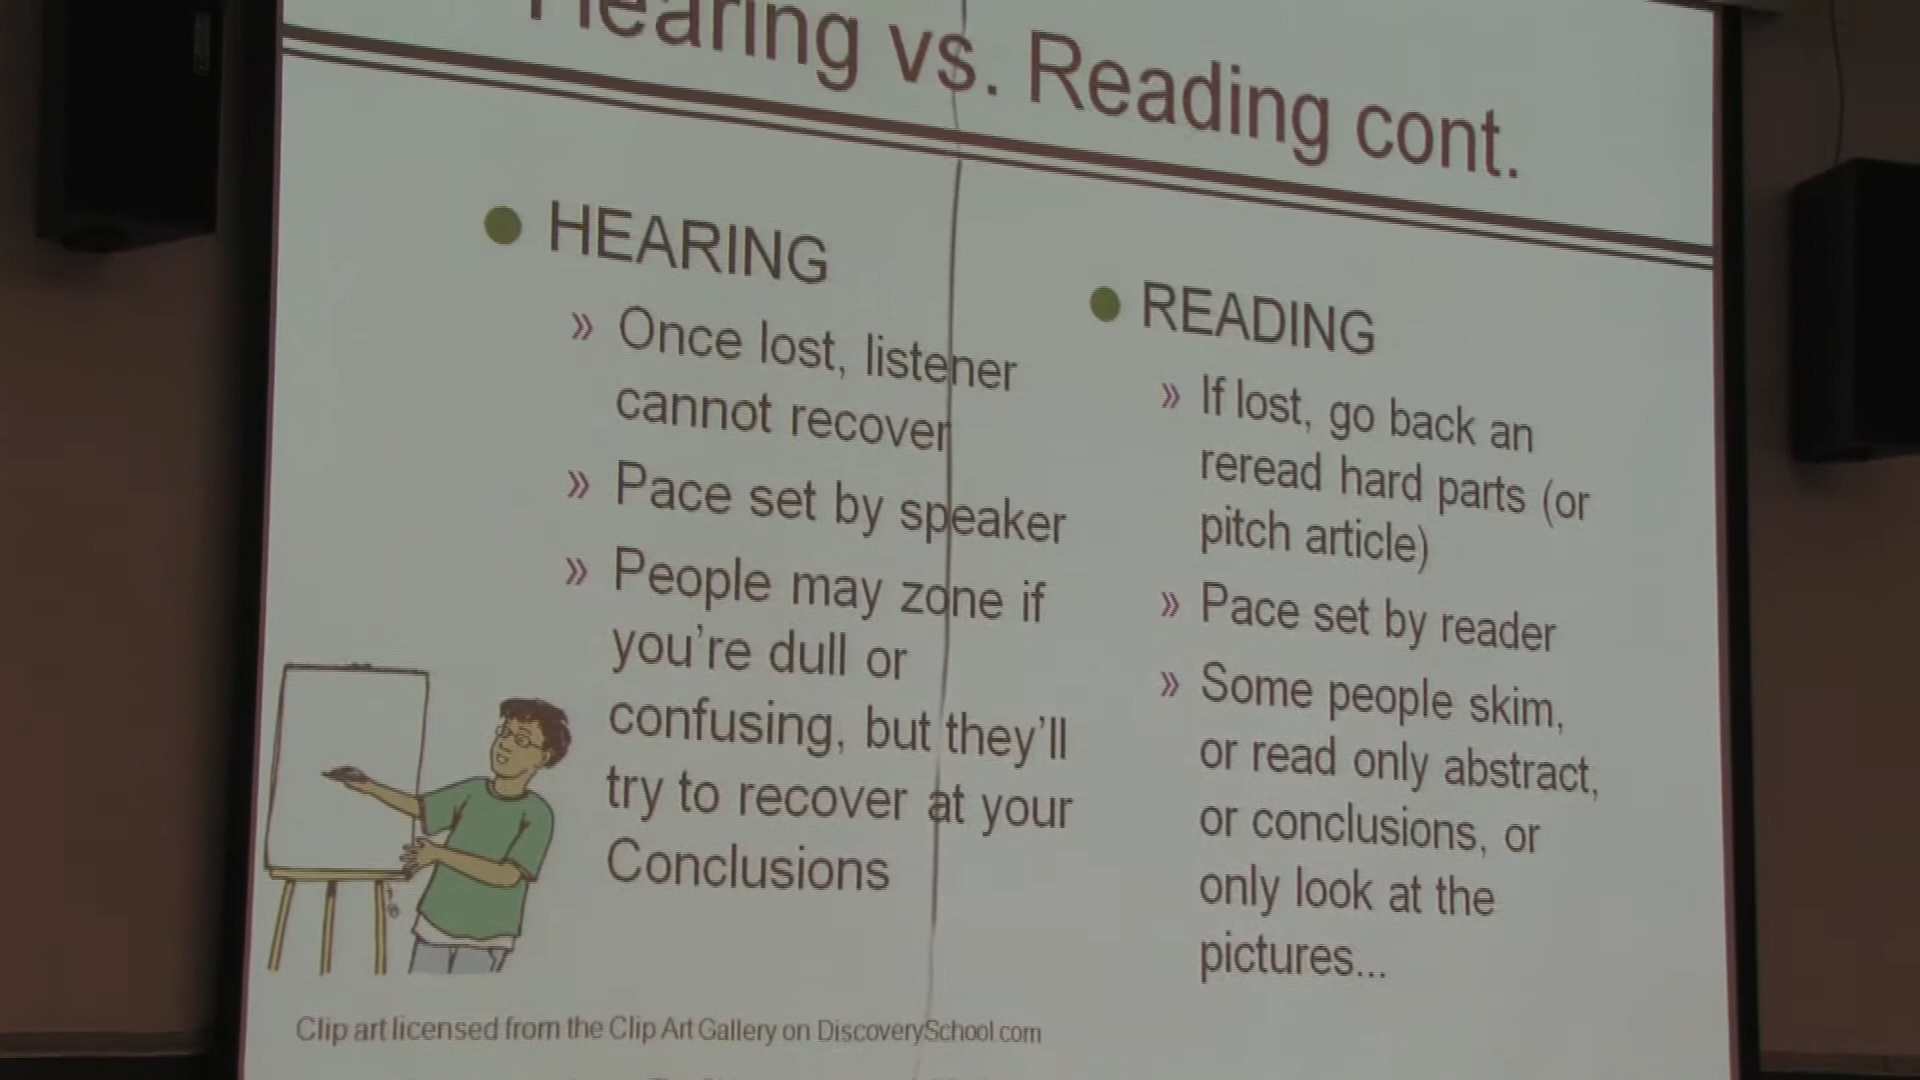 Hearing vs. Reading cont.
HEARING
» Once lost, listener
cannot recover
» Pace set by speaker
» People may zone if
you're dull or
confusing, but they'll
try to recover at your
Conclusions
READING
» If lost, go back an
reread hard parts (or
pitch article)
» Pace set by reader
» Some people skim,
or read only abstract,
or conclusions, or
only look at the
pictures...
Clip art licensed from the Clip Art Gallery on DiscoverySchool.com